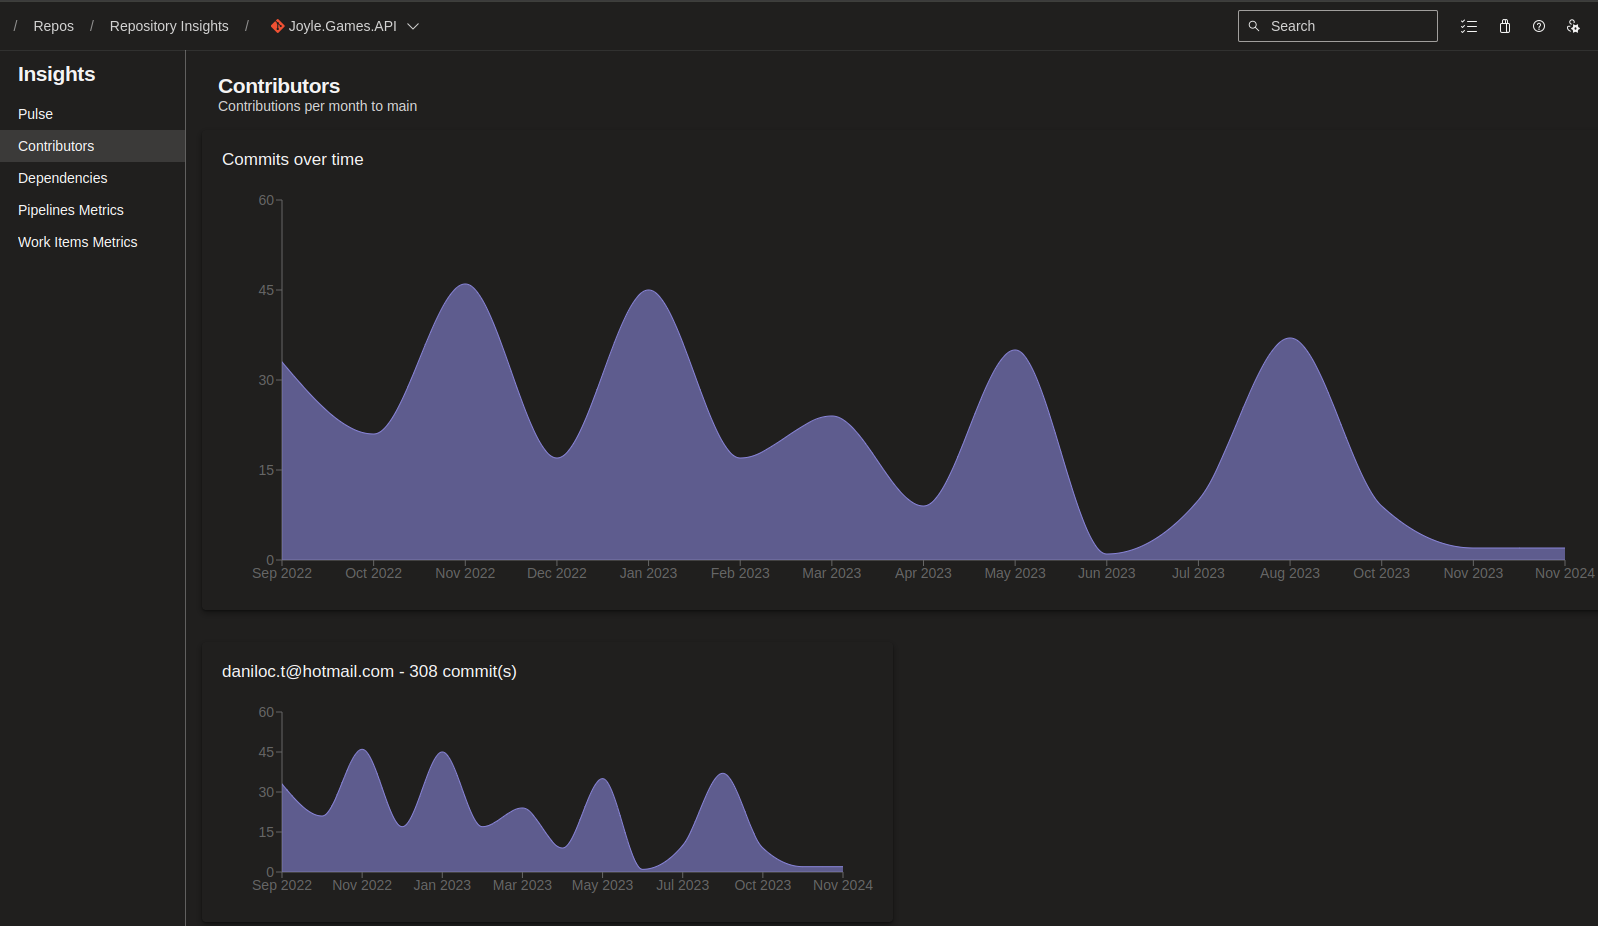 / Repos / Repository Insights / Joyle.Games.API
Search
Insights
Pulse
Contributors
Dependencies
Pipelines Metrics
Work Items Metrics
Contributors
Contributions per month to main
Commits over time
60
45
30
15
0
Sep 2022 Oct 2022 Nov 2022 Dec 2022 Jan 2023 Feb 2023 Mar 2023 Apr 2023 May 2023 Jun 2023 Jul 2023 Aug 2023 Oct 2023 Nov 2023 Nov 2024
daniloc.t@hotmail.com - 308 commit(s)
60
45
30
15
0
Sep 2022 Nov 2022 Jan 2023 Mar 2023 May 2023 Jul 2023 Oct 2023 Nov 2024